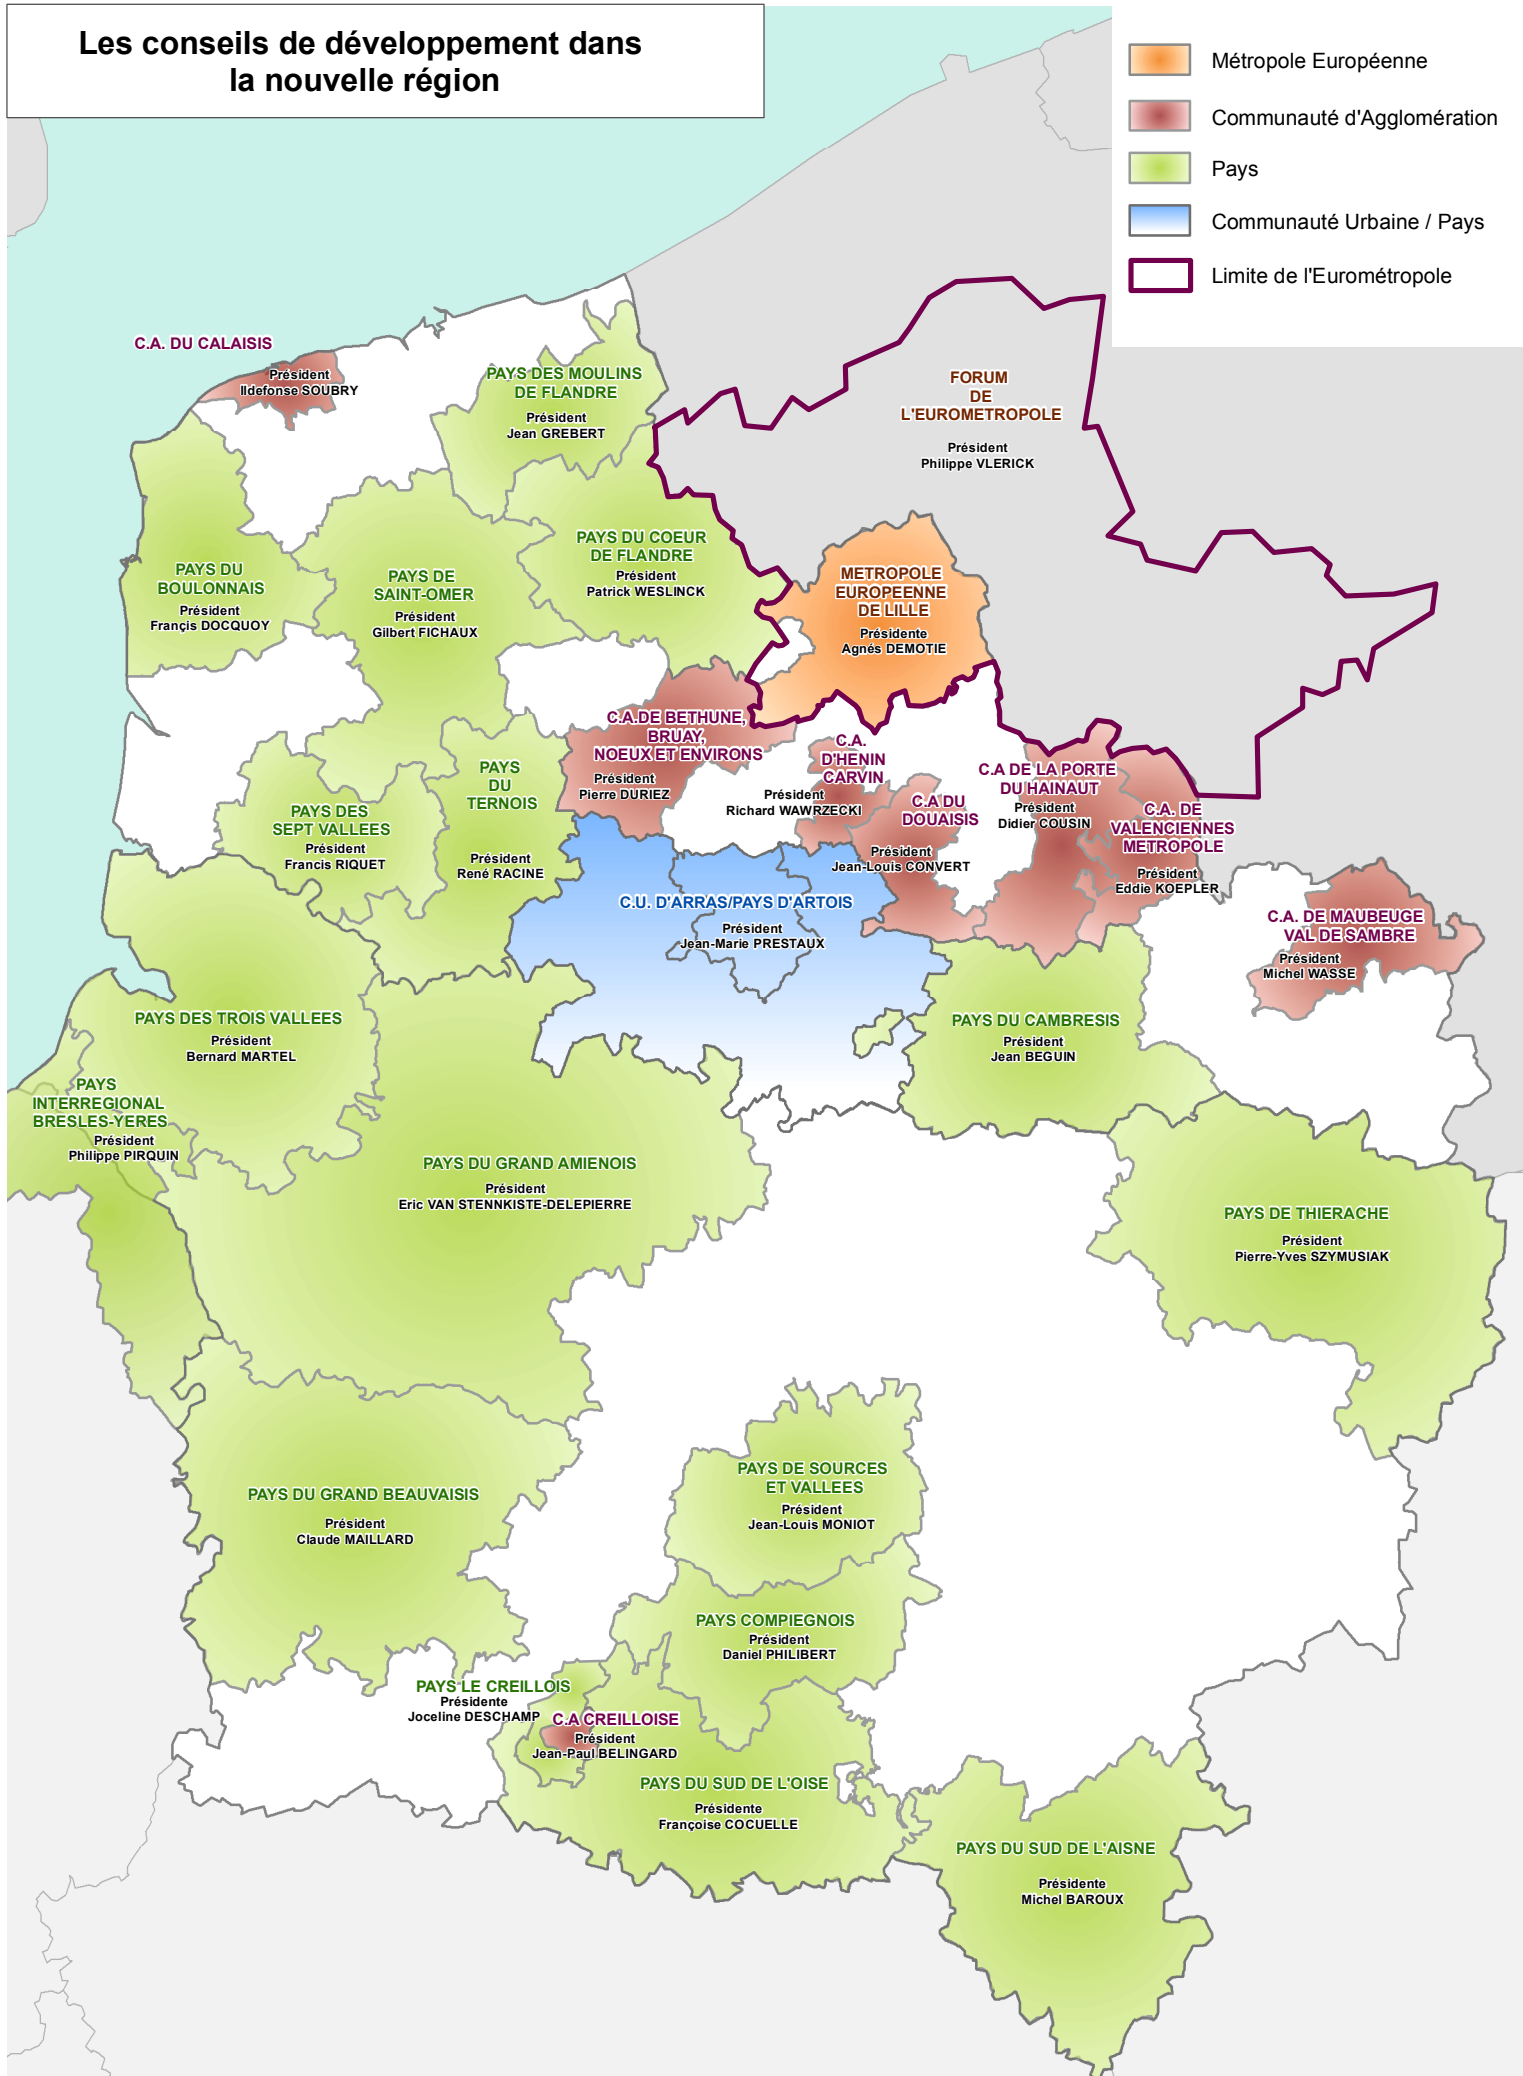 Les conseils de développement dans
la nouvelle région
Métropole Européenne
Communauté d'Agglomération
Pays
Communauté Urbaine / Pays
Limite de l'Eurométropole
C.A. DU CALAISIS
Président
Ildefonse SOUBRY
PAYS DES MOULINS
DE FLANDRE
Président
Jean GREBERT
FORUM
DE
L'EUROMETROPOLE
Président
Philippe VLERICK
PAYS DU COEUR
DE FLANDRE
Président
Patrick WESLINCK
PAYS DU
BOULONNAIS
Président
Françis DOCQUOY
PAYS DE
SAINT-OMER
Président
Gilbert FICHAUX
METROPOLE
EUROPEENNE
DE LILLE
Présidente
Agnés DEMOTIE
C.A.DE BETHUNE,
BRUAY,
NOEUX ET ENVIRONS
Président
Pierre DURIEZ
C.A.
D'HENIN
CARVIN
Président
Richard WAWRZECKI
C.A DU
DOUAISIS
Président
Jean-Louis CONVERT
C.A DE LA PORTE
DU HAINAUT
Président
Didier COUSIN
C.A. DE
VALENCIENNES
METROPOLE
Président
Eddie KOEPLER
PAYS
DU
TERNOIS
Président
René RACINE
PAYS DES
SEPT VALLEES
Président
Francis RIQUET
C.U. D'ARRAS/PAYS D'ARTOIS
Président
Jean-Marie PRESTAUX
C.A. DE MAUBEUGE
VAL DE SAMBRE
Président
Michel WASSE
PAYS DES TROIS VALLEES
Président
Bernard MARTEL
PAYS DU CAMBRESIS
Président
Jean BEGUIN
PAYS
INTERREGIONAL
BRESLES-YERES
Président
Philippe PIRQUIN
PAYS DU GRAND AMIENOIS
Président
Eric VAN STENNKISTE-DELEPIERRE
PAYS DE THIERACHE
Président
Pierre-Yves SZYMUSIAK
PAYS DU GRAND BEAUVAISIS
Président
Claude MAILLARD
PAYS DE SOURCES
ET VALLEES
Président
Jean-Louis MONIOT
PAYS COMPIEGNOIS
Président
Daniel PHILIBERT
PAYS LE CREILLOIS
Présidente
Joceline DESCHAMP
C.A CREILLOISE
Président
Jean-Paul BELINGARD
PAYS DU SUD DE L'OISE
Présidente
Françoise COCUELLE
PAYS DU SUD DE L'AISNE
Présidente
Michel BAROUX